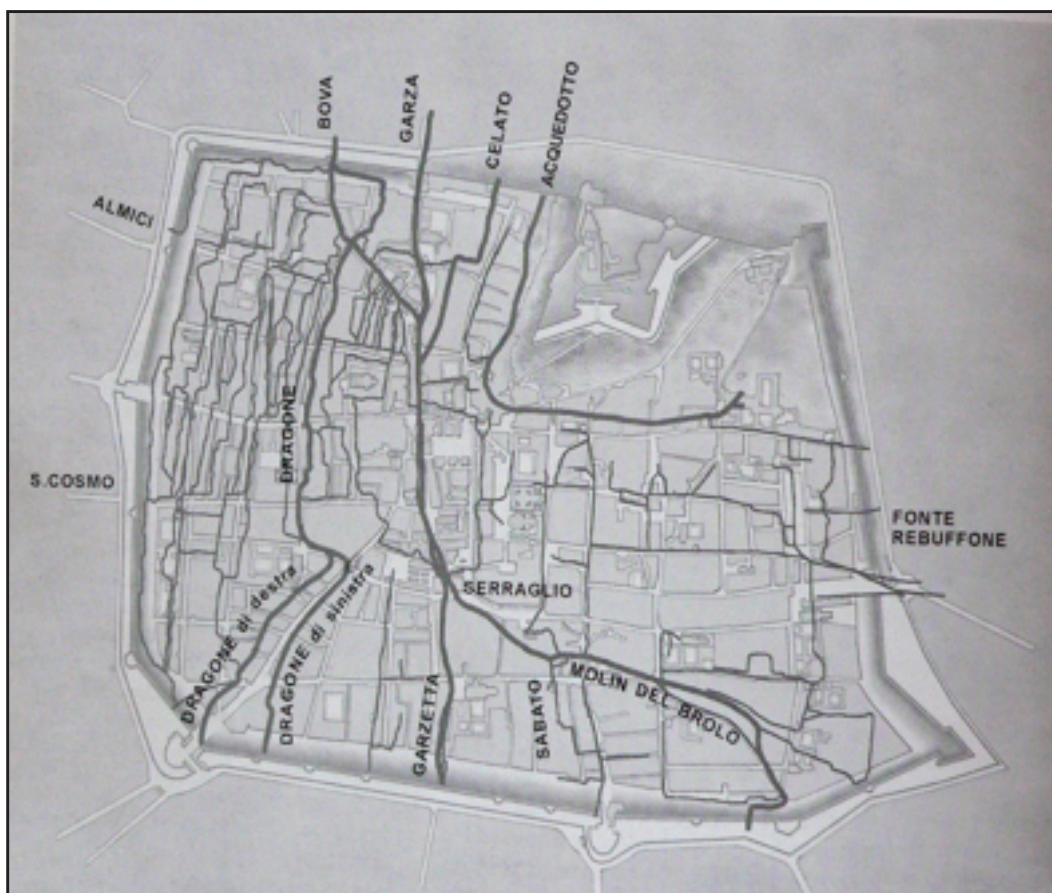 BOVA
GARZA
CELATO
ACQUEDOTTO
ALMICI
DRAGONE
S.COSMO
FONTE
REBUFFONE
SERRAGLIO
DRAGONE di destra
DRAGONE di sinistra
GARZETTA
SABATO
MOLIN DEL BROLO